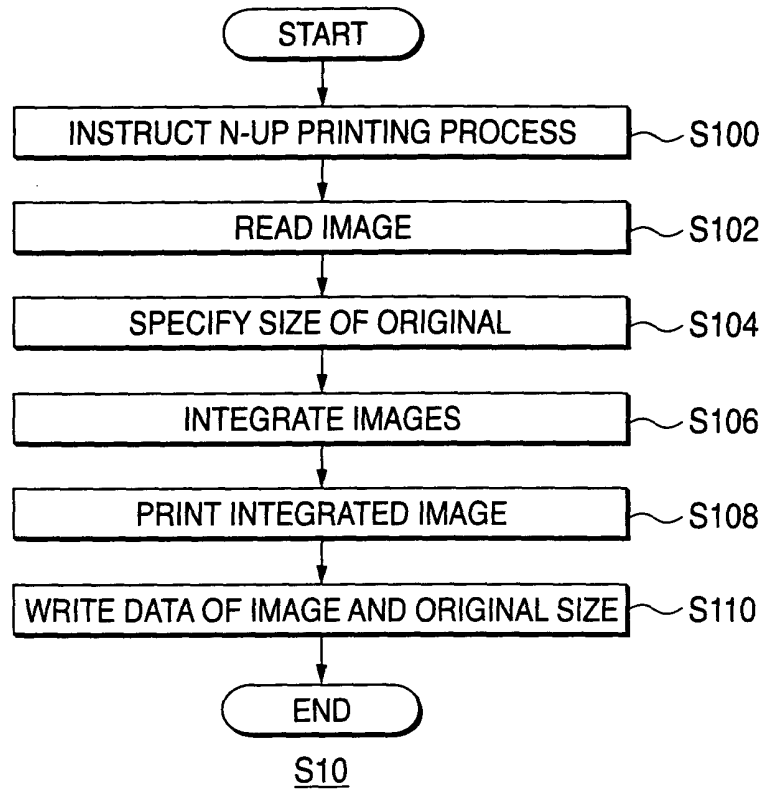 START
INSTRUCT N-UP PRINTING PROCESS
S100
READ IMAGE
S102
SPECIFY SIZE OF ORIGINAL
S104
INTEGRATE IMAGES
S106
PRINT INTEGRATED IMAGE
S108
WRITE DATA OF IMAGE AND ORIGINAL SIZE
S110
END
S10